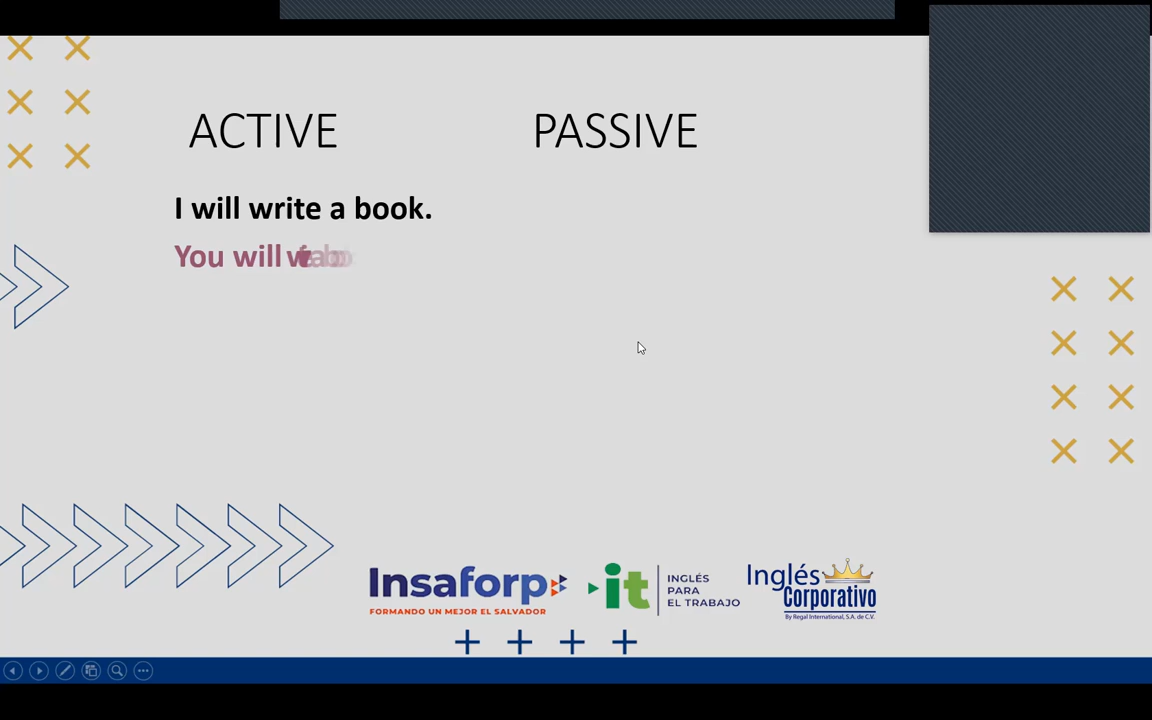 ACTIVE PASSIVE
I will write a book.
You will
Insaforp
FORMANDO UN MEJOR EL SALVADOR
it
INGLÉS
PARA
EL TRABAJO
Inglés
Corporativo
By Regal International, S.A. de C.V.